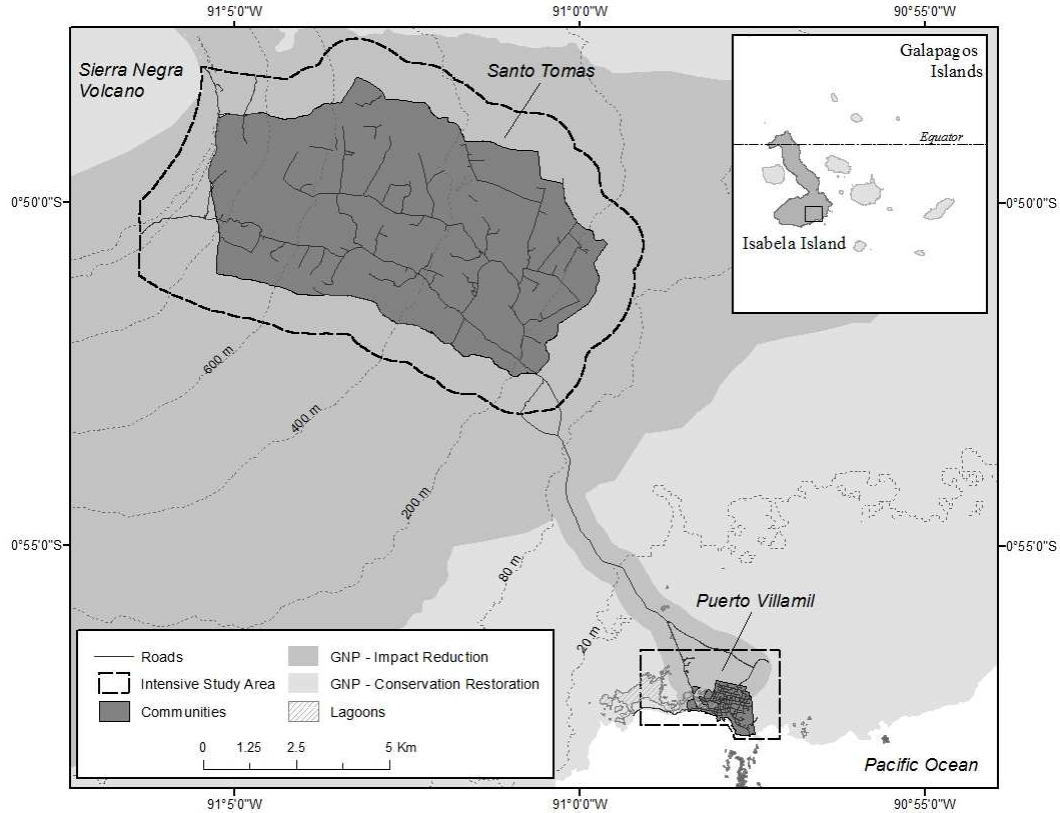 91°5'0"W
91°0'0"W
90°55'0"W
Sierra Negra
Volcano
Santo Tomas
Galapagos
Islands
Equator
Isabela Island
0°50'0"S
0°50'0"S
600 m
400 m
200 m
80 m
20 m
0°55'0"S
0°55'0"S
Puerto Villamil
Roads
Intensive Study Area
Communities
GNP - Impact Reduction
GNP - Conservation Restoration
Lagoons
0 1.25 2.5 5 Km
Pacific Ocean
91°5'0"W
91°0'0"W
90°55'0"W